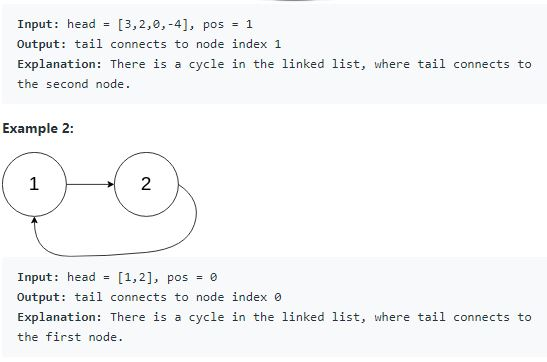 Input: head = [3,2,0,-4], pos = 1
Output: tail connects to node index 1
Explanation: There is a cycle in the linked list, where tail connects to
the second node.
Example 2:
1 2
Input: head = [1,2], pos = 0
Output: tail connects to node index 0
Explanation: There is a cycle in the linked list, where tail connects to
the first node.